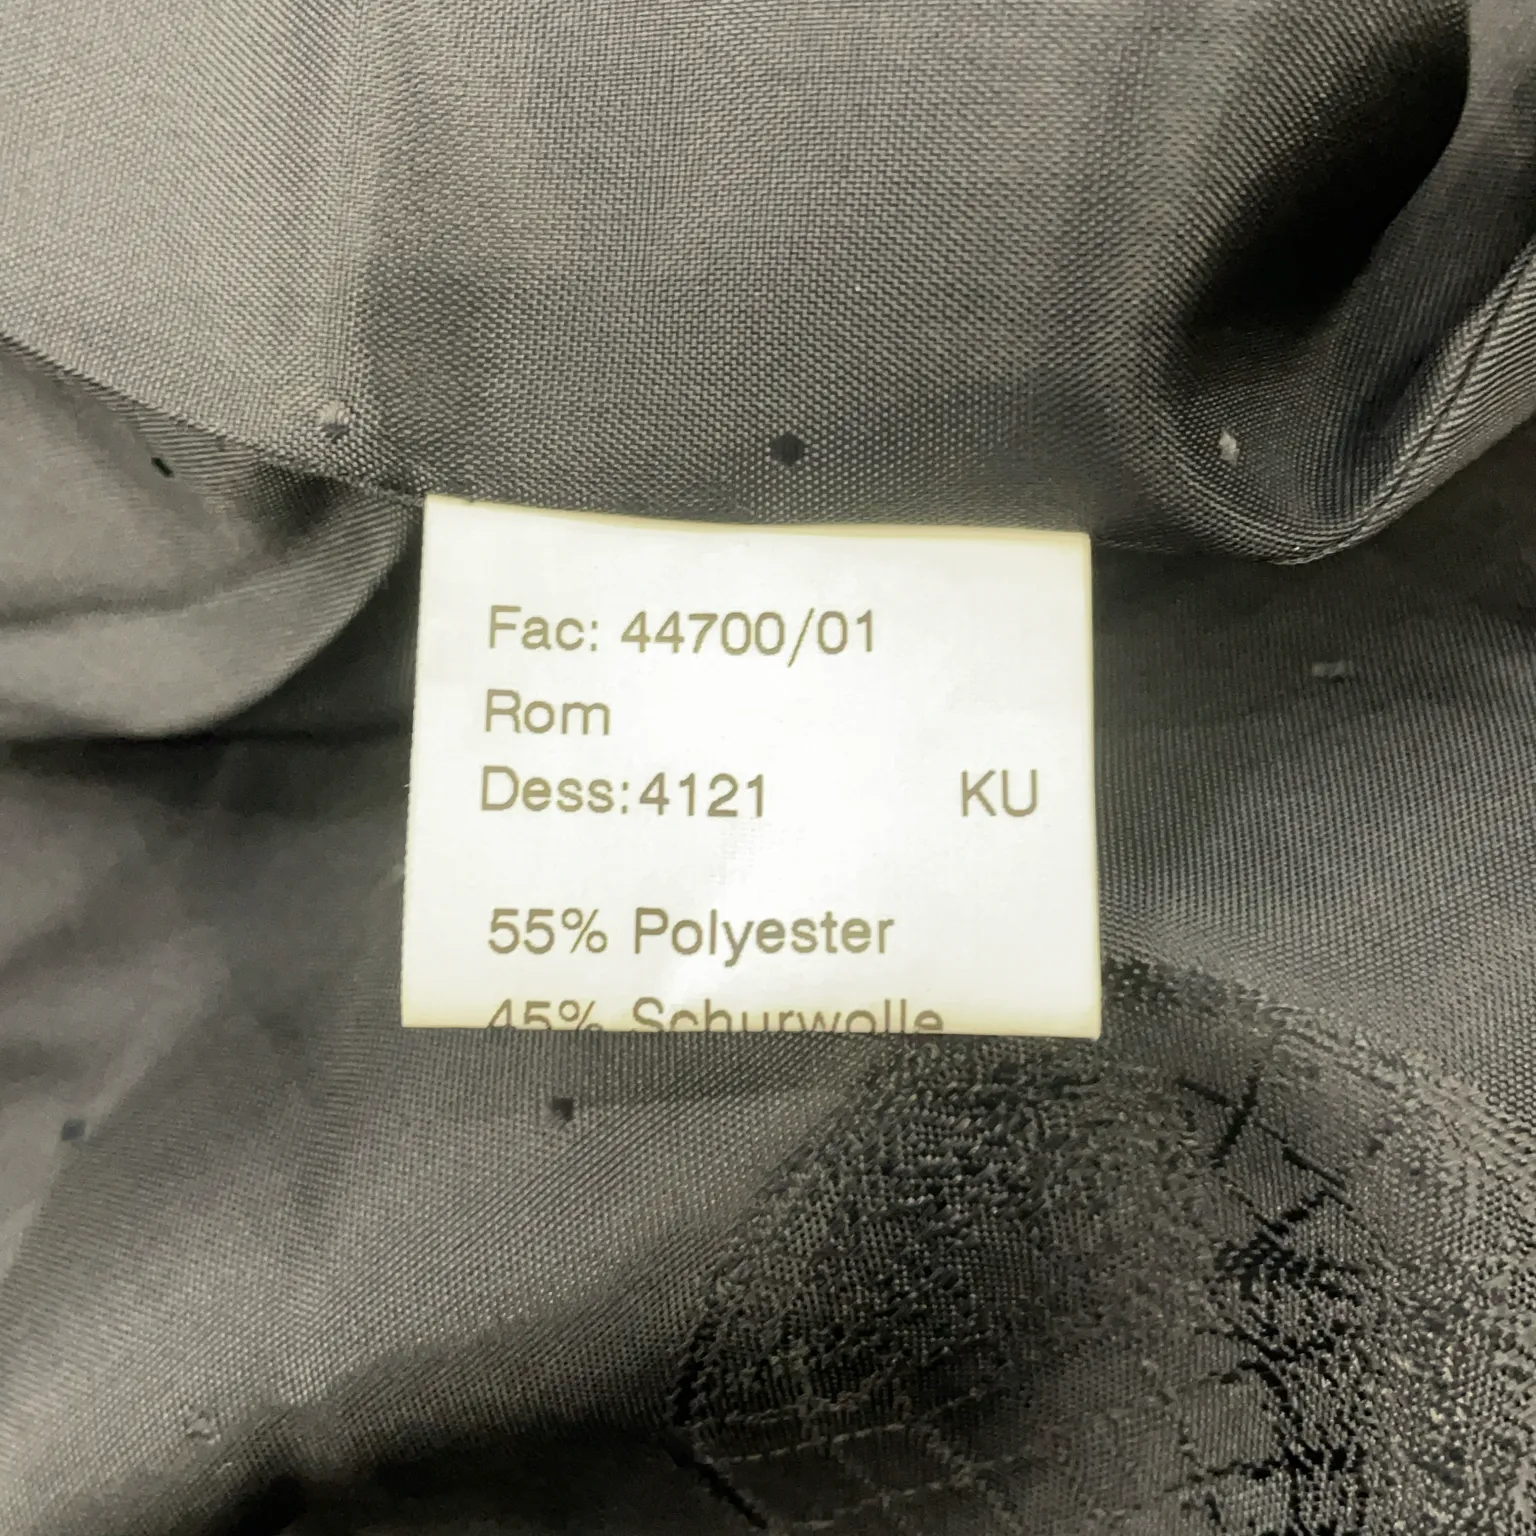 Fac: 44700/01
Rom
Dess:4121 KU
55% Polyester
45% Schurwolle